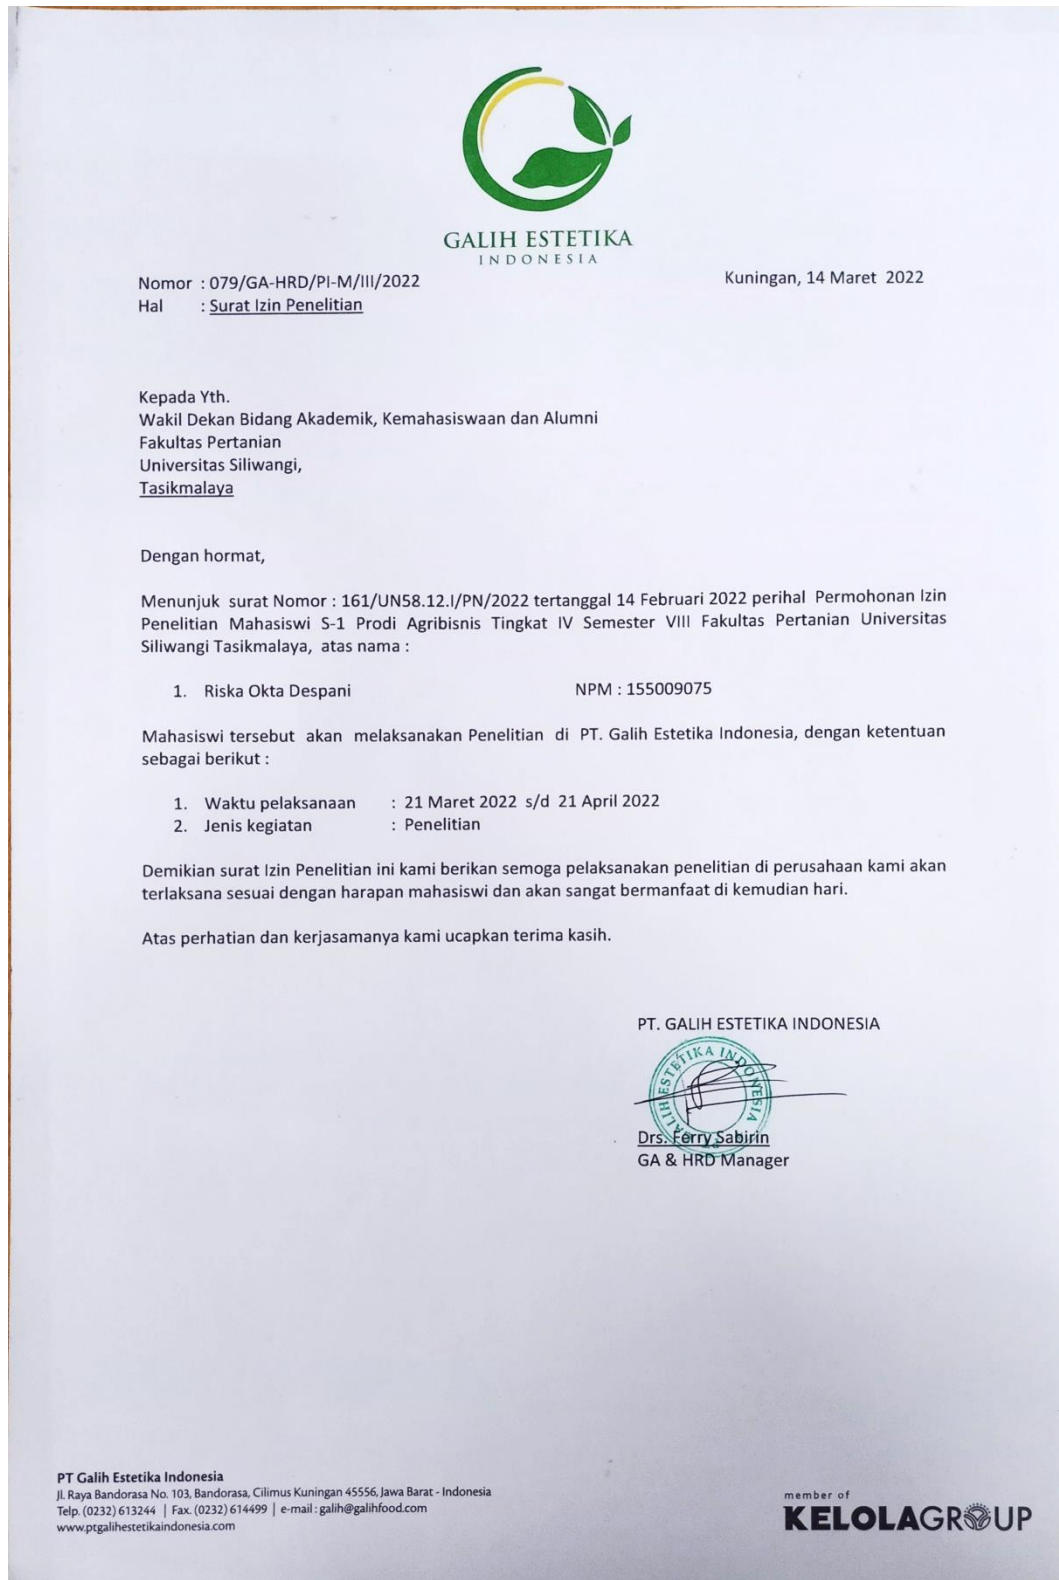 GALIH ESTETIKA
INDONESIA
Nomor : 079/GA-HRD/PI-M/III/2022
Kuningan, 14 Maret 2022
Hal : Surat Izin Penelitian
Kepada Yth.
Wakil Dekan Bidang Akademik, Kemahasiswaan dan Alumni
Fakultas Pertanian
Universitas Siliwangi,
Tasikmalaya
Dengan hormat,
Menunjuk surat Nomor : 161/UN58.12.I/PN/2022 tertanggal 14 Februari 2022 perihal Permohonan Izin
Penelitian Mahasiswi S-1 Prodi Agribisnis Tingkat IV Semester VIII Fakultas Pertanian Universitas
Siliwangi Tasikmalaya, atas nama :
1. Riska Okta Despani NPM : 155009075
Mahasiswi tersebut akan melaksanakan Penelitian di PT. Galih Estetika Indonesia, dengan ketentuan
sebagai berikut :
1. Waktu pelaksanaan : 21 Maret 2022 s/d 21 April 2022
2. Jenis kegiatan : Penelitian
Demikian surat Izin Penelitian ini kami berikan semoga pelaksanakan penelitian di perusahaan kami akan
terlaksana sesuai dengan harapan mahasiswi dan akan sangat bermanfaat di kemudian hari.
Atas perhatian dan kerjasamanya kami ucapkan terima kasih.
PT. GALIH ESTETIKA INDONESIA
GALIH ESTETIKA INDONESIA
Drs. Ferry Sabirin
GA & HRD Manager
PT Galih Estetika Indonesia
Jl. Raya Bandorasa No. 103, Bandorasa, Cilimus Kuningan 45556, Jawa Barat - Indonesia
Telp. (0232) 613244 | Fax. (0232) 614499 | e-mail : galih@galihfood.com
www.ptgalihestetikaindonesia.com
member of
KELOLAGROUP